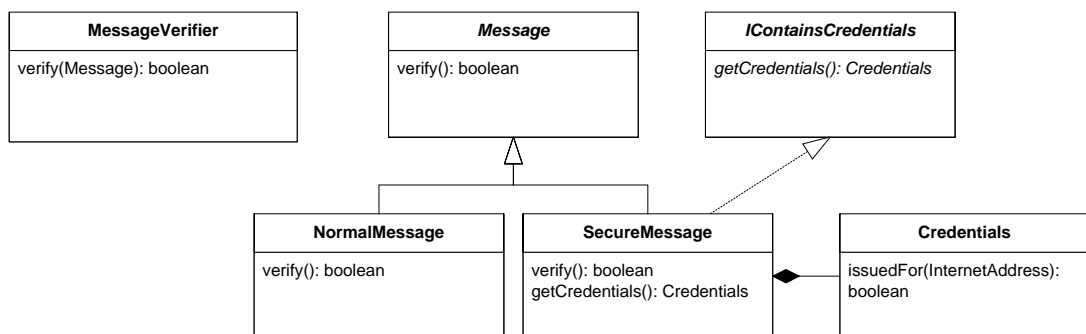 MessageVerifier
verify(Message): boolean
Message
verify(): boolean
IContainsCredentials
getCredentials(): Credentials
NormalMessage
verify(): boolean
SecureMessage
verify(): boolean
getCredentials(): Credentials
Credentials
issuedFor(InternetAddress):
boolean